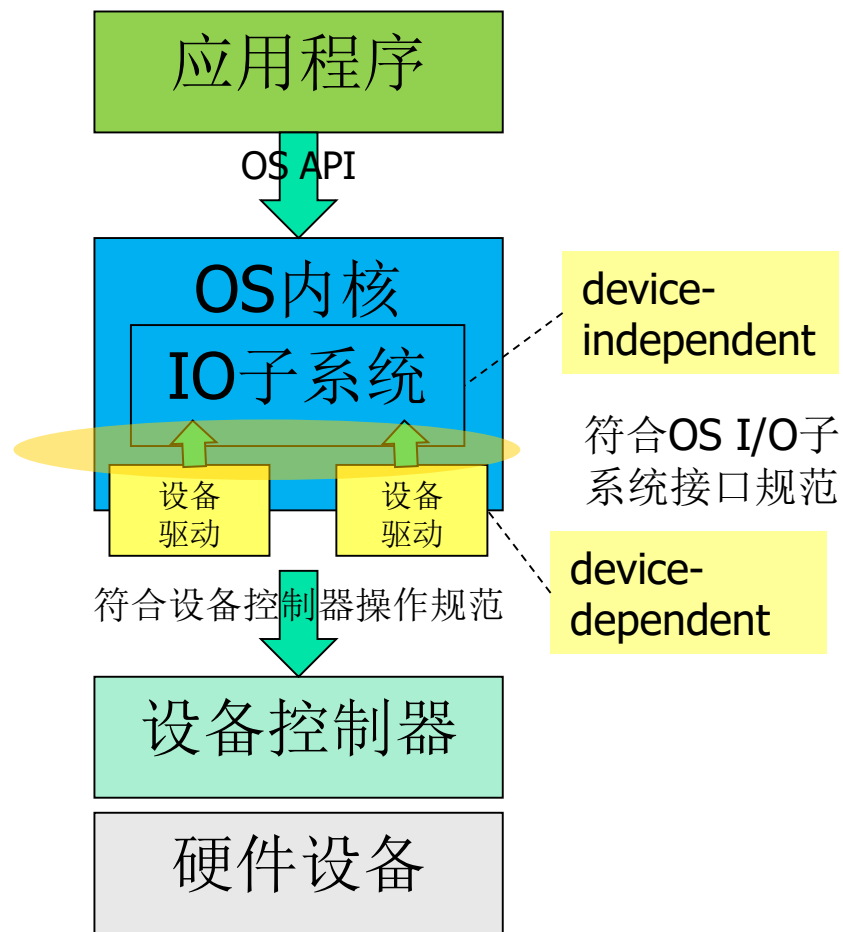 应用程序
OS API
OS内核
IO子系统
device-
independent
符合OS I/O子
系统接口规范
设备
驱动
设备
驱动
device-
dependent
符合设备控制器操作规范
设备控制器
硬件设备